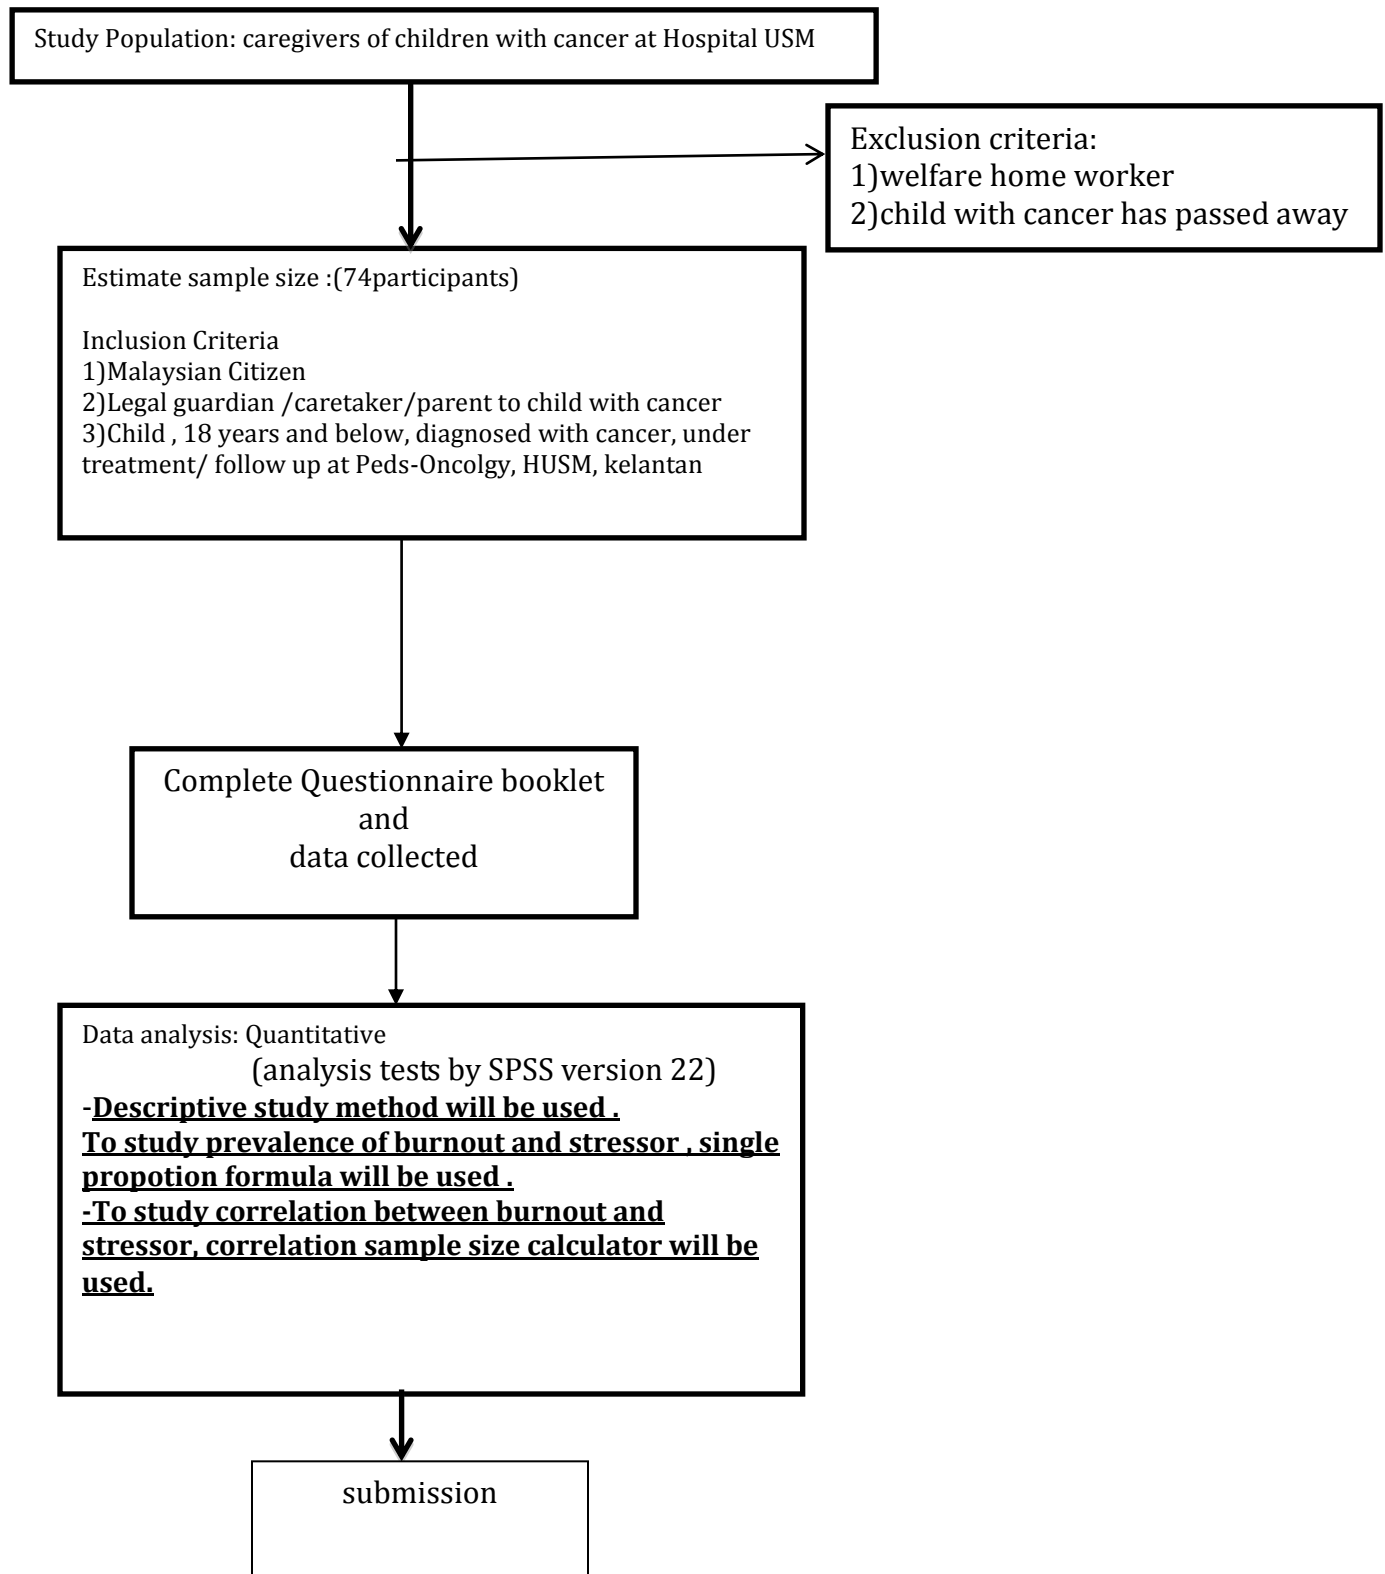 Study Population: caregivers of children with cancer at Hospital USM
Exclusion criteria:
1)welfare home worker
2)child with cancer has passed away
Estimate sample size :(74participants)
Inclusion Criteria
1)Malaysian Citizen
2)Legal guardian /caretaker/parent to child with cancer
3)Child , 18 years and below, diagnosed with cancer, under
treatment/ follow up at Peds-Oncolgy, HUSM, kelantan
Complete Questionnaire booklet
and
data collected
Data analysis: Quantitative
(analysis tests by SPSS version 22)
-Descriptive study method will be used .
To study prevalence of burnout and stressor , single
propotion formula will be used .
-To study correlation between burnout and
stressor, correlation sample size calculator will be
used.
submission